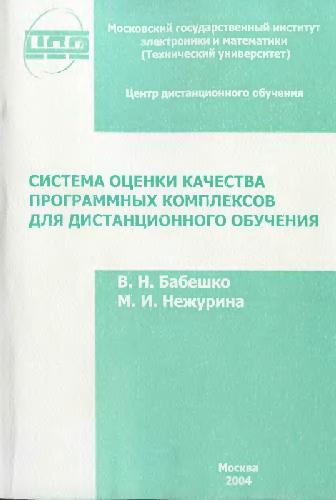 Московский государственный институт
электроники и математики
(Технический университет)
Центр дистанционного обучения
СИСТЕМА ОЦЕНКИ КАЧЕСТВА
ПРОГРАММНЫХ КОМПЛЕКСОВ
ДЛЯ ДИСТАНЦИОННОГО ОБУЧЕНИЯ
В. Н. Бабешко
М. И. Нежурина
Москва
2004